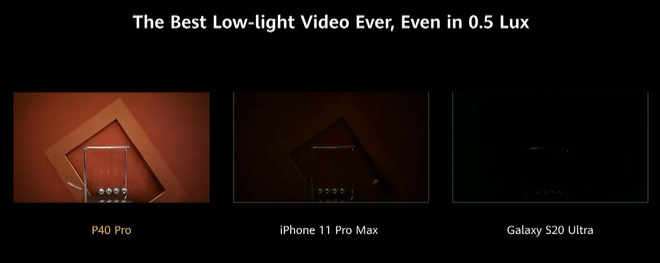 The Best Low-light Video Ever, Even in 0.5 Lux
P40 Pro
iPhone 11 Pro Max
Galaxy S20 Ultra